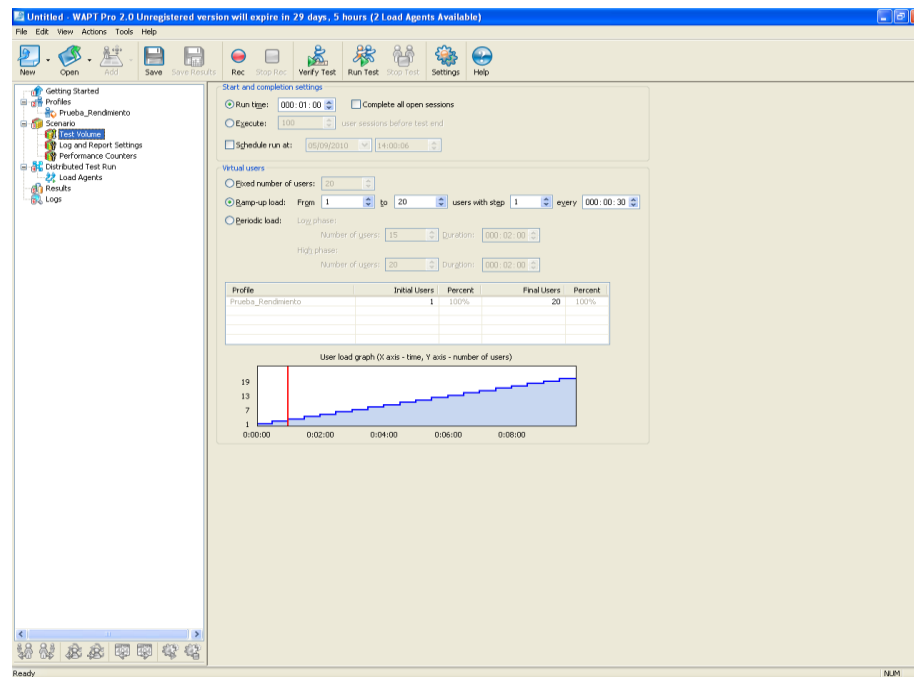 Untitled - WAPT Pro 2.0 Unregistered version will expire in 29 days, 5 hours (2 Load Agents Available)
File Edit View Actions Tools Help
New Open Add Save Save Results Rec Stop Rec Verify Test Run Test Stop Test Settings Help
Getting Started
Profiles
Prueba_Rendimiento
Scenario
Test Volume
Log and Report Settings
Performance Counters
Distributed Test Run
Load Agents
Results
Logs
Start and completion settings
Run time: 000:01:00 Complete all open sessions
Execute: 100 user sessions before test end
Schedule run at: 05/09/2010 14:00:06
Virtual users
Fixed number of users: 20
Ramp-up load: From 1 to 20 users with step 1 every 000:00:30
Periodic load: Low phase:
Number of users: 15 Duration: 000:02:00
High phase:
Number of users: 20 Duration: 000:02:00
Profile Initial Users Percent Final Users Percent
Prueba_Rendimiento 1 100% 20 100%
User load graph (X axis - time, Y axis - number of users)
19
13
7
1
0:00:00 0:02:00 0:04:00 0:06:00 0:08:00
Ready NUM